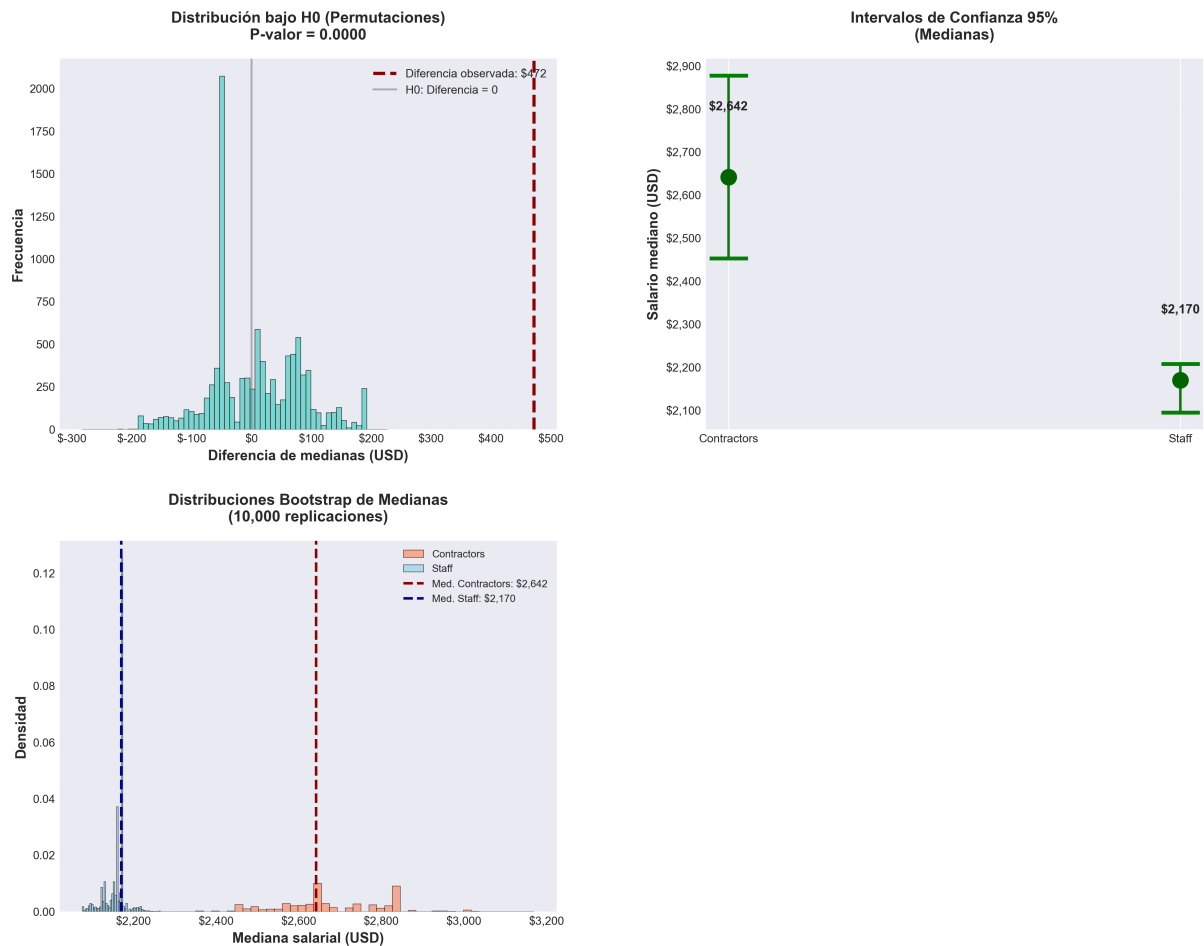 Distribución bajo H0 (Permutaciones)
P-valor = 0.0000
Diferencia observada: $472
H0: Diferencia = 0
Frecuencia
2000
1750
1500
1250
1000
750
500
250
0
$-300
$-200
$-100
$0
$100
$200
$300
$400
$500
Diferencia de medianas (USD)
Intervalos de Confianza 95%
(Medianas)
Salario mediano (USD)
$2,900
$2,800
$2,700
$2,600
$2,500
$2,400
$2,300
$2,200
$2,100
$2,642
$2,170
Contractors
Staff
Distribuciones Bootstrap de Medianas
(10,000 replicaciones)
Contractors
Staff
Med. Contractors: $2,642
Med. Staff: $2,170
Densidad
0.12
0.10
0.08
0.06
0.04
0.02
0.00
$2,200
$2,400
$2,600
$2,800
$3,000
$3,200
Mediana salarial (USD)